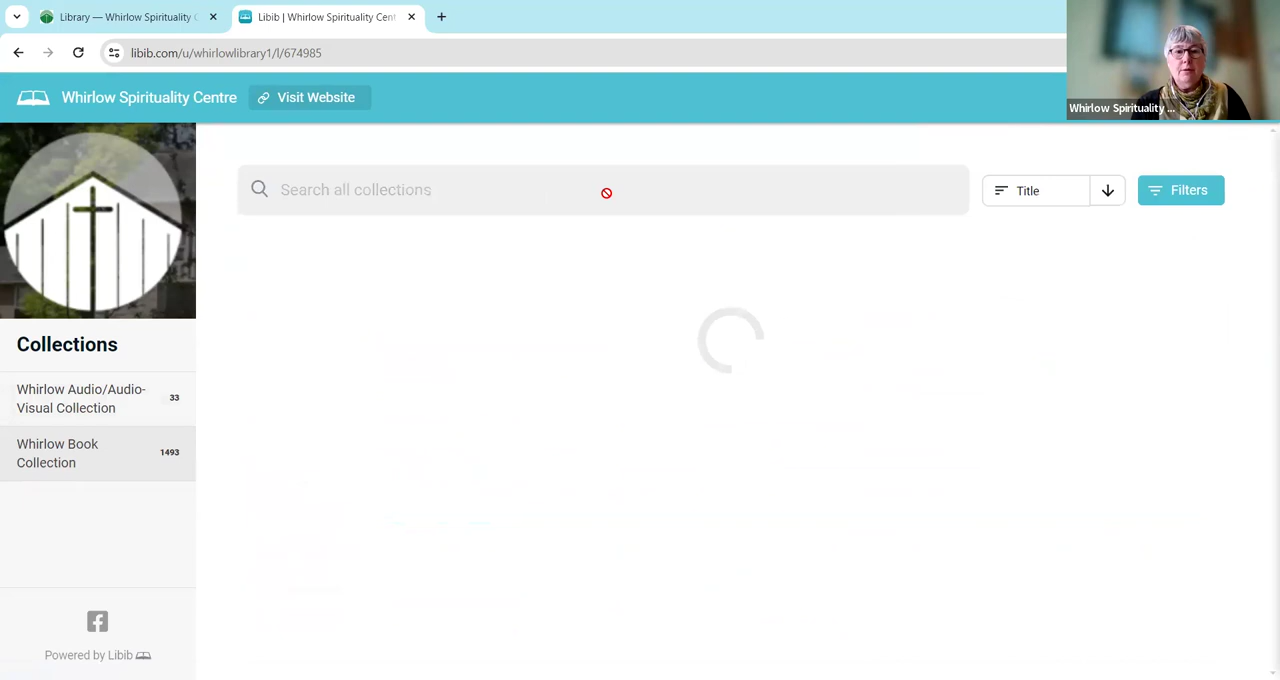 Library — Whirlow Spirituality C
Libib | Whirlow Spirituality Cent
libib.com/u/whirlowlibrary1/l/674985
Whirlow Spirituality Centre
Visit Website
Whirlow Spirituality ...
Search all collections
Title
Filters
Collections
Whirlow Audio/Audio-
Visual Collection
33
Whirlow Book
Collection
1493
Powered by Libib